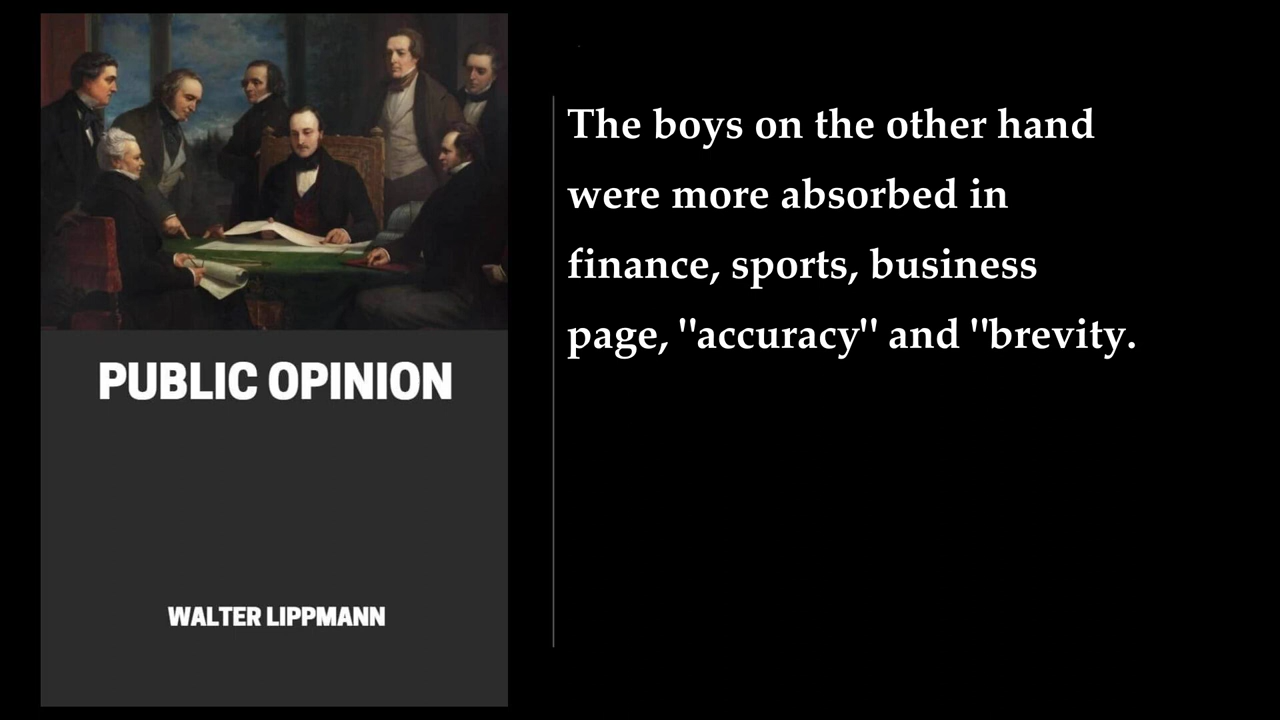 PUBLIC OPINION
WALTER LIPPMANN
The boys on the other hand
were more absorbed in
finance, sports, business
page, "accuracy" and "brevity.